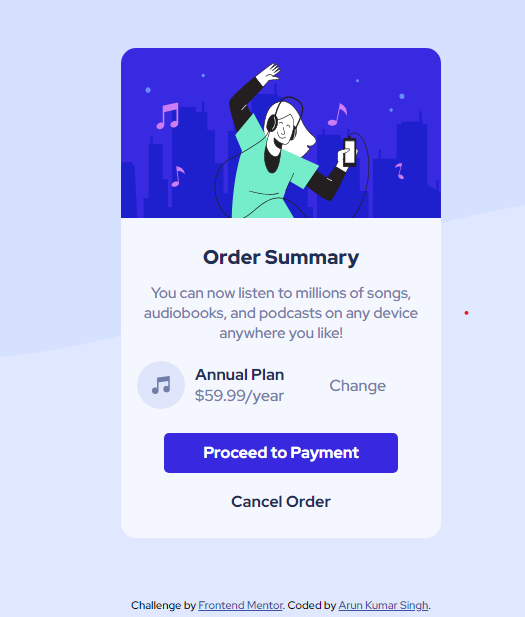 Order Summary
You can now listen to millions of songs,
audiobooks, and podcasts on any device
anywhere you like!
Annual Plan
$59.99/year
Change
Proceed to Payment
Cancel Order
Challenge by Frontend Mentor. Coded by Arun Kumar Singh.